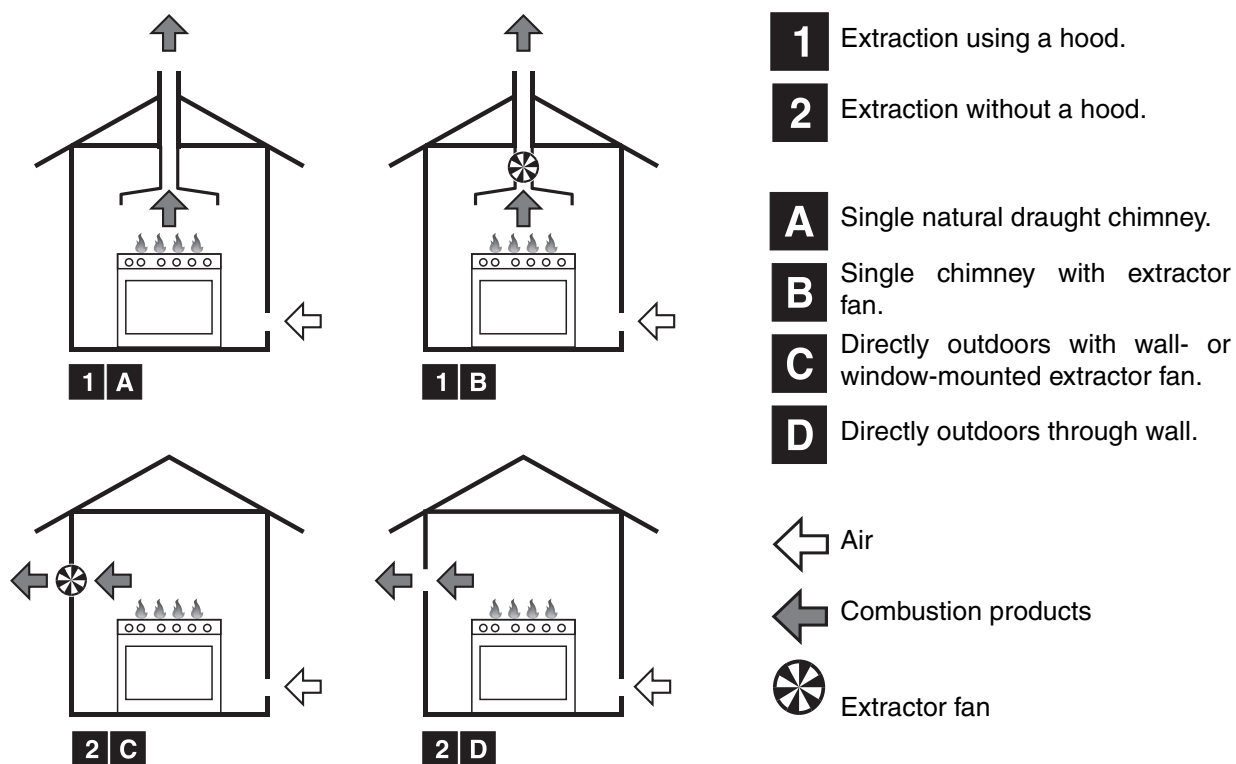 1 A
1 B
2 C
2 D
1 Extraction using a hood.
2 Extraction without a hood.
A Single natural draught chimney.
B Single chimney with extractor
fan.
C Directly outdoors with wall- or
window-mounted extractor fan.
D Directly outdoors through wall.
Air
Combustion products
Extractor fan